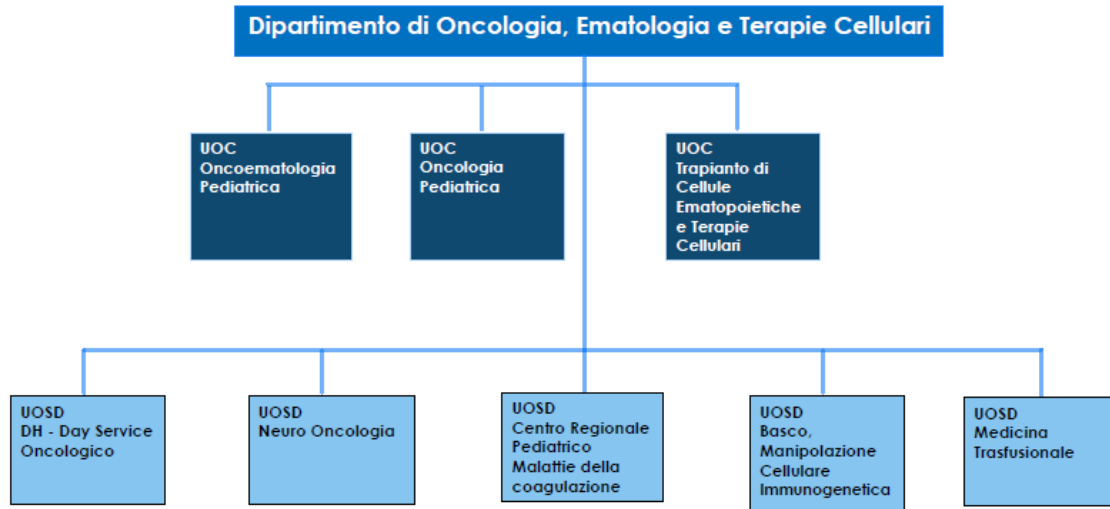 Dipartimento di Oncologia, Ematologia e Terapie Cellulari
UOC
Oncoematologia
Pediatrica
UOC
Oncologia
Pediatrica
UOC
Trapianto di
Cellule
Ematopoietiche
e Terapie
Cellulari
UOSD
DH - Day Service
Oncologico
UOSD
Neuro Oncologia
UOSD
Centro Regionale
Pediatrico
Malattie della
coagulazione
UOSD
Basco,
Manipolazione
Cellulare
Immunogenetica
UOSD
Medicina
Trasfusionale